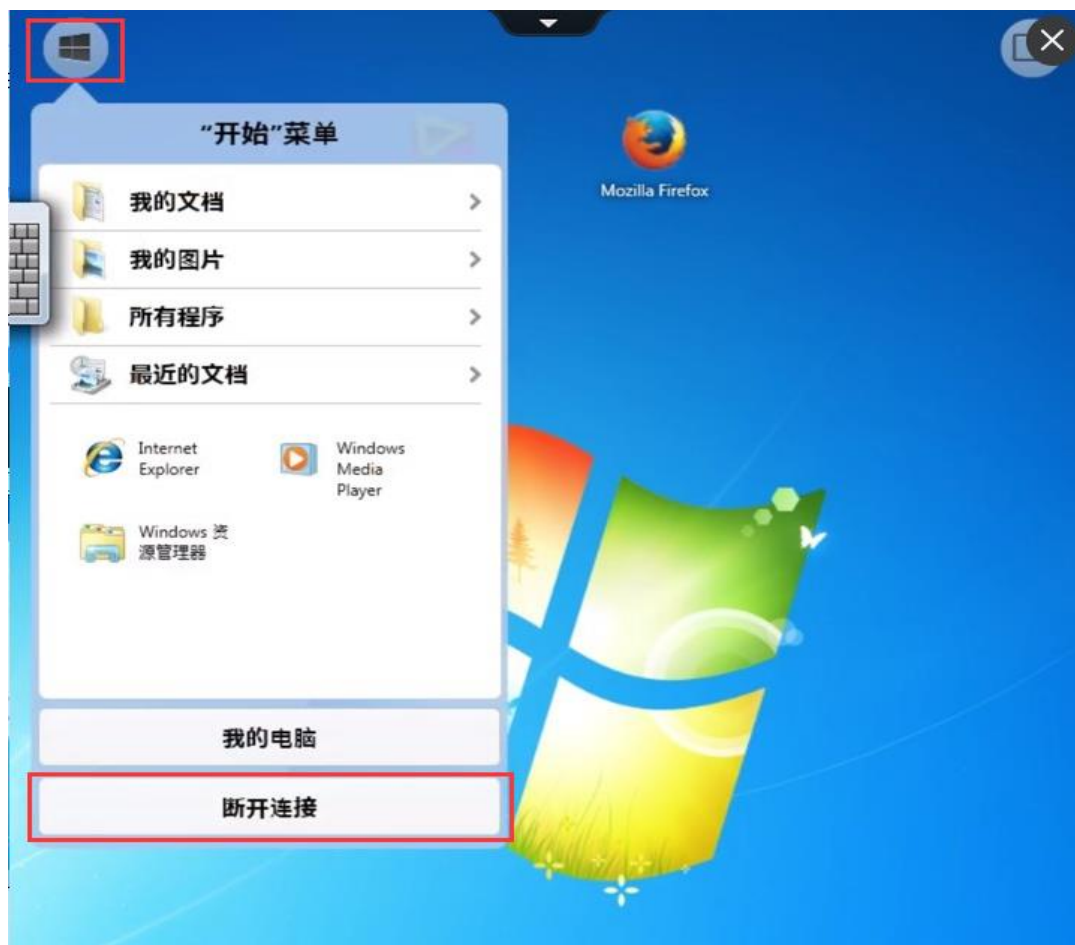 “开始”菜单
Mozilla Firefox
我的文档
我的图片
所有程序
最近的文档
Internet
Explorer
Windows
Media
Player
Windows 资
源管理器
我的电脑
断开连接